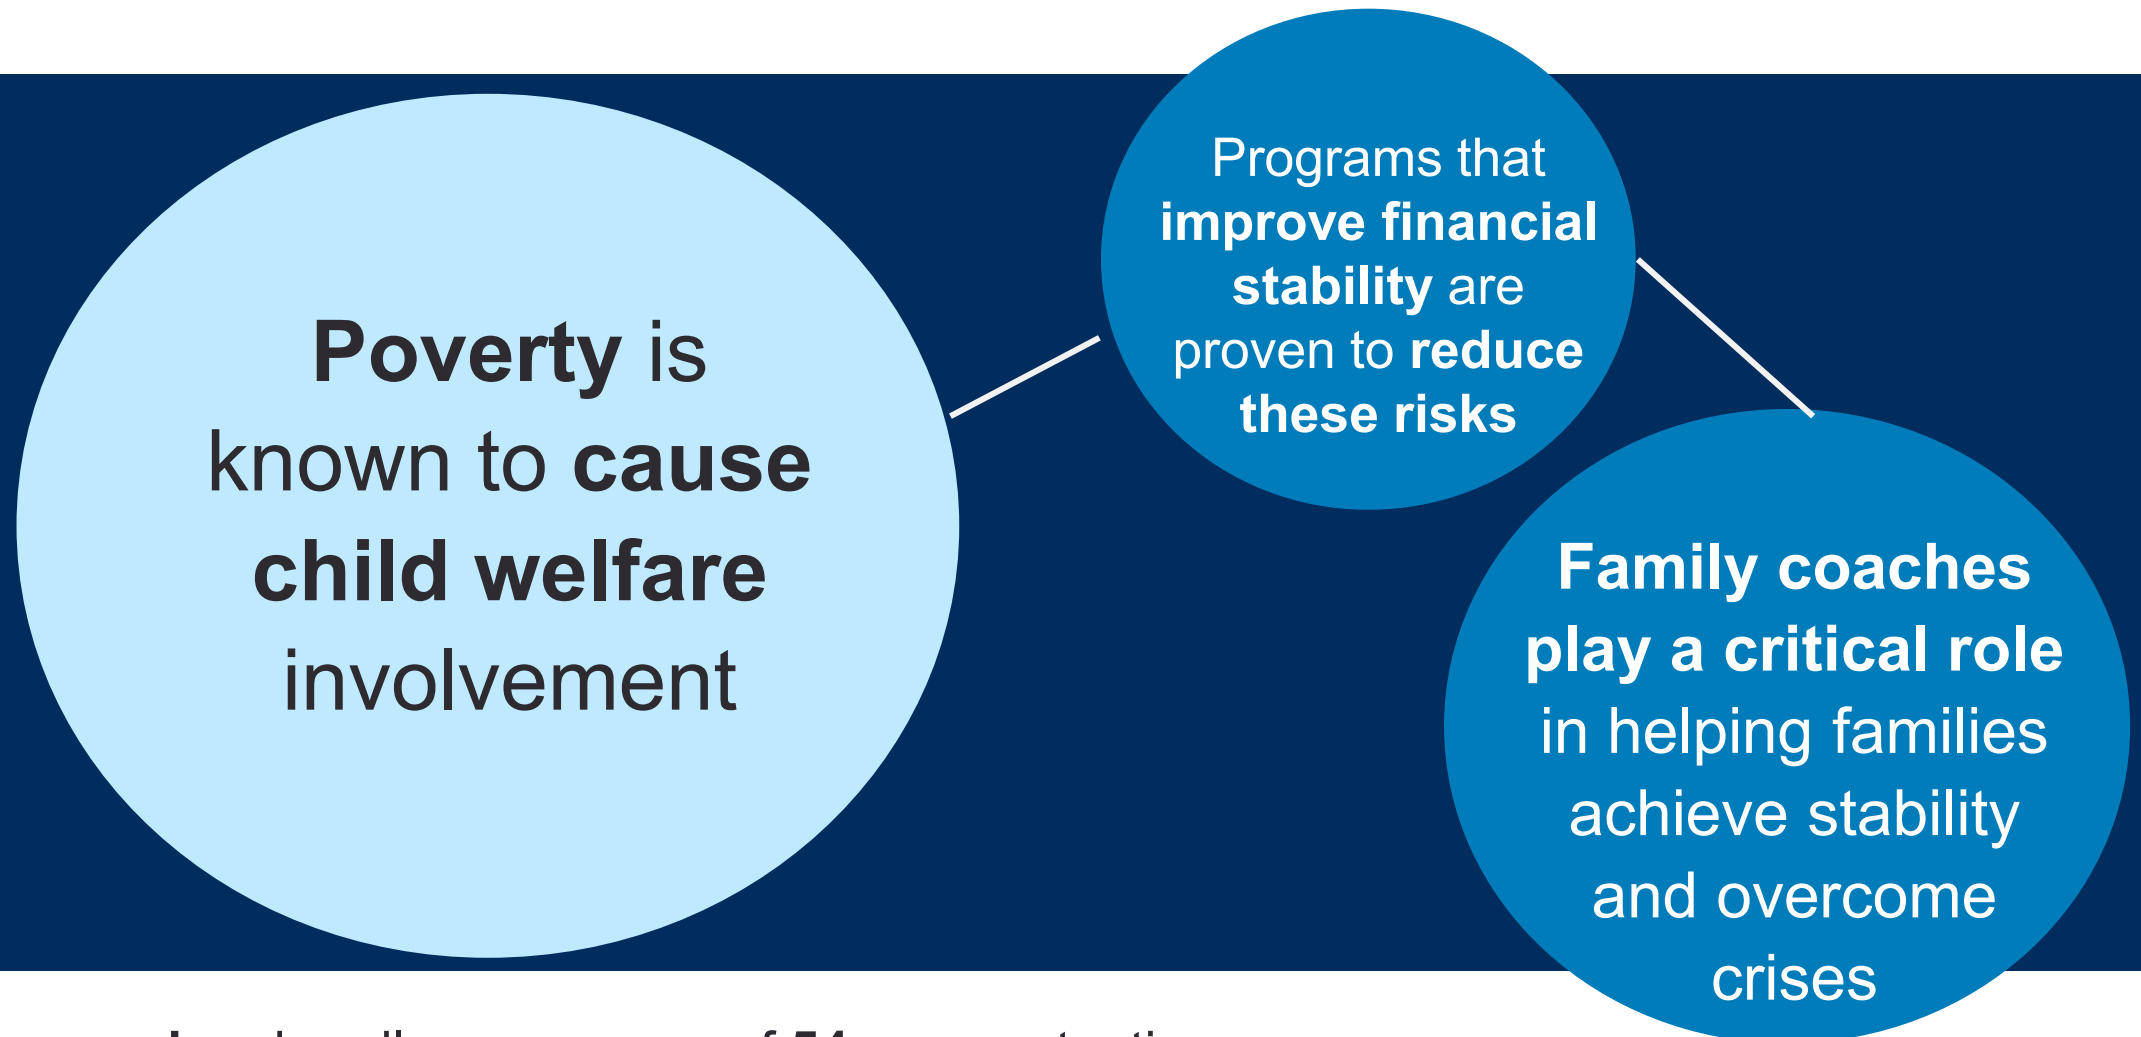 Poverty is
known to cause
child welfare
involvement
Programs that
improve financial
stability are
proven to reduce
these risks
Family coaches
play a critical role
in helping families
achieve stability
and overcome
crises